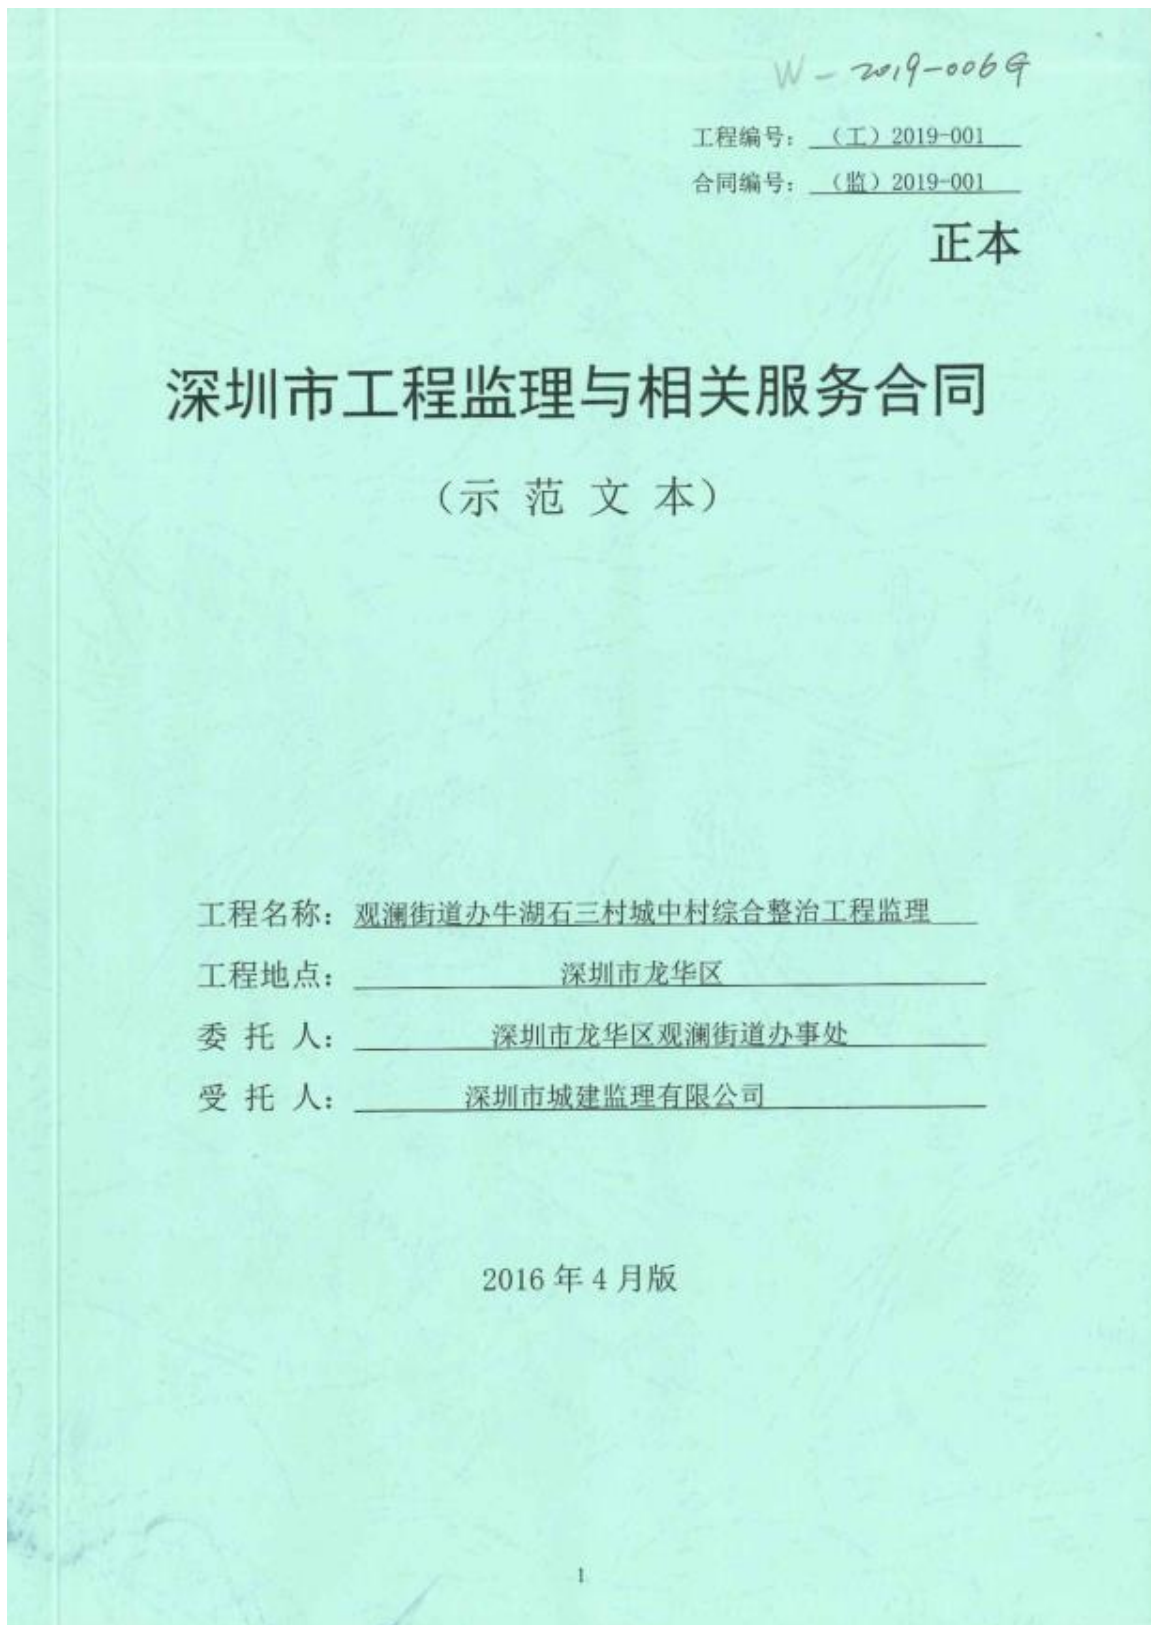 W-2019-006G
工程编号：（工）2019-001
合同编号：（监）2019-001
正本
深圳市工程监理与相关服务合同
（示 范 文 本）
工程名称：观澜街道办牛湖石三村城中村综合整治工程监理
工程地点：深圳市龙华区
委 托 人：深圳市龙华区观澜街道办事处
受 托 人：深圳市城建监理有限公司
2016 年 4 月版
1